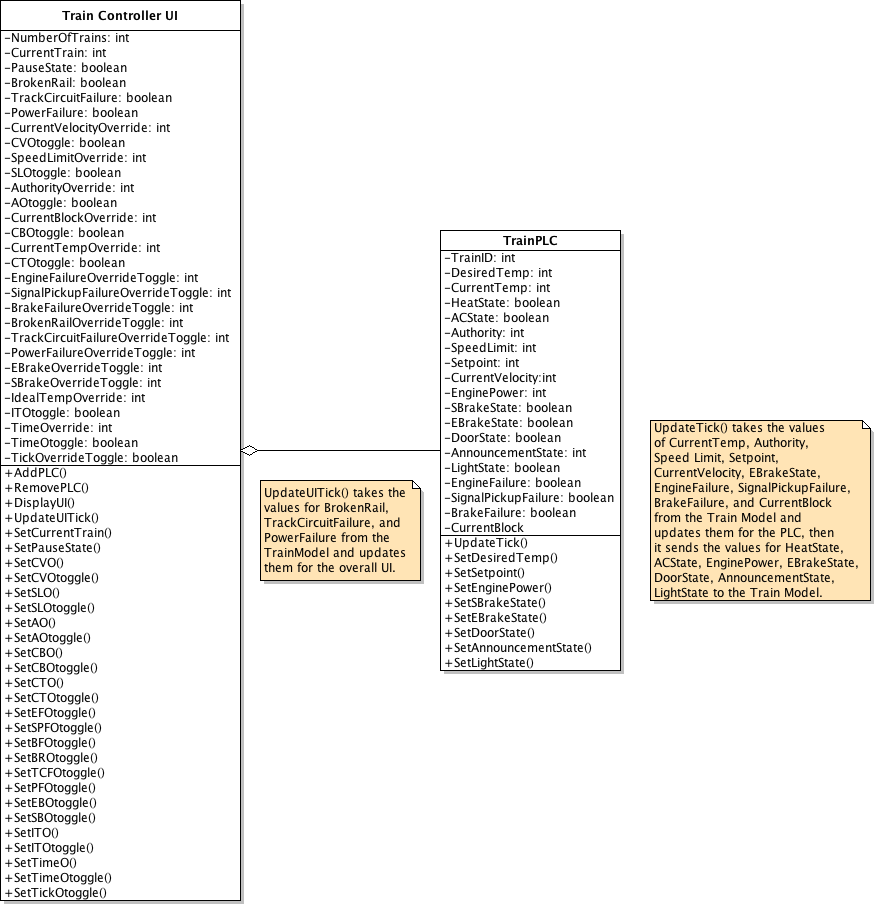 Train Controller UI
-NumberOfTrains: int
-CurrentTrain: int
-PauseState: boolean
-BrokenRail: boolean
-TrackCircuitFailure: boolean
-PowerFailure: boolean
-CurrentVelocityOverride: int
-CVOtoggle: boolean
-SpeedLimitOverride: int
-SLOtoggle: boolean
-AuthorityOverride: int
-AOtoggle: boolean
-CurrentBlockOverride: int
-CBOtoggle: boolean
-CurrentTempOverride: int
-CTOtoggle: boolean
-EngineFailureOverrideToggle: int
-SignalPickupFailureOverrideToggle: int
-BrakeFailureOverrideToggle: int
-BrokenRailOverrideToggle: int
-TrackCircuitFailureOverrideToggle: int
-PowerFailureOverrideToggle: int
-EBrakeOverrideToggle: int
-SBrakeOverrideToggle: int
-IdealTempOverride: int
-ITOtoggle: boolean
-TimeOverride: int
-TimeOtoggle: boolean
-TickOverrideToggle: boolean
+AddPLC()
+RemovePLC()
+DisplayUI()
+UpdateUITick()
+SetCurrentTrain()
+SetPauseState()
+SetCVO()
+SetCVOtoggle()
+SetSLO()
+SetSLOtoggle()
+SetAO()
+SetAOtoggle()
+SetCBO()
+SetCBOtoggle()
+SetCTO()
+SetCTOtoggle()
+SetEFOtoggle()
+SetSPFOtoggle()
+SetBFOtoggle()
+SetBROtoggle()
+SetTCFOtoggle()
+SetPFOtoggle()
+SetEBOtoggle()
+SetSBOtoggle()
+SetITO()
+SetITOtoggle()
+SetTimeO()
+SetTimeOtoggle()
+SetTickOtoggle()
UpdateUITick() takes the
values for BrokenRail,
TrackCircuitFailure, and
PowerFailure from the
TrainModel and updates
them for the overall UI.
TrainPLC
-TrainID: int
-DesiredTemp: int
-CurrentTemp: int
-HeatState: boolean
-ACState: boolean
-Authority: int
-SpeedLimit: int
-Setpoint: int
-CurrentVelocity:int
-EnginePower: int
-SBrakeState: boolean
-EBrakeState: boolean
-DoorState: boolean
-AnnouncementState: int
-LightState: boolean
-EngineFailure: boolean
-SignalPickupFailure: boolean
-BrakeFailure: boolean
-CurrentBlock
+UpdateTick()
+SetDesiredTemp()
+SetSetpoint()
+SetEnginePower()
+SetSBrakeState()
+SetEBrakeState()
+SetDoorState()
+SetAnnouncementState()
+SetLightState()
UpdateTick() takes the values
of CurrentTemp, Authority,
Speed Limit, Setpoint,
CurrentVelocity, EBrakeState,
EngineFailure, SignalPickupFailure,
BrakeFailure, and CurrentBlock
from the Train Model and
updates them for the PLC, then
it sends the values for HeatState,
ACState, EnginePower, EBrakeState,
DoorState, AnnouncementState,
LightState to the Train Model.